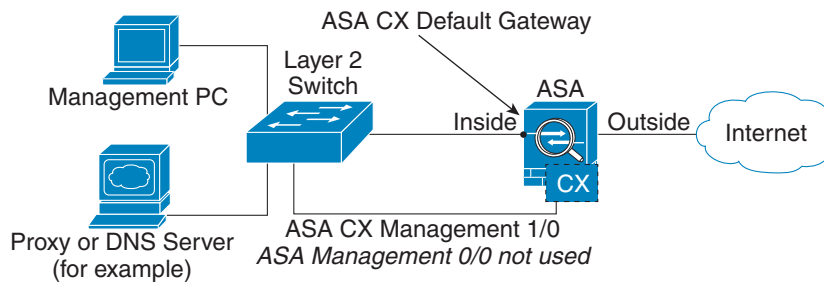 ASA CX Default Gateway
Layer 2
Switch
ASA
Management PC
Inside
Outside
Internet
CX
Proxy or DNS Server
(for example)
ASA CX Management 1/0
ASA Management 0/0 not used